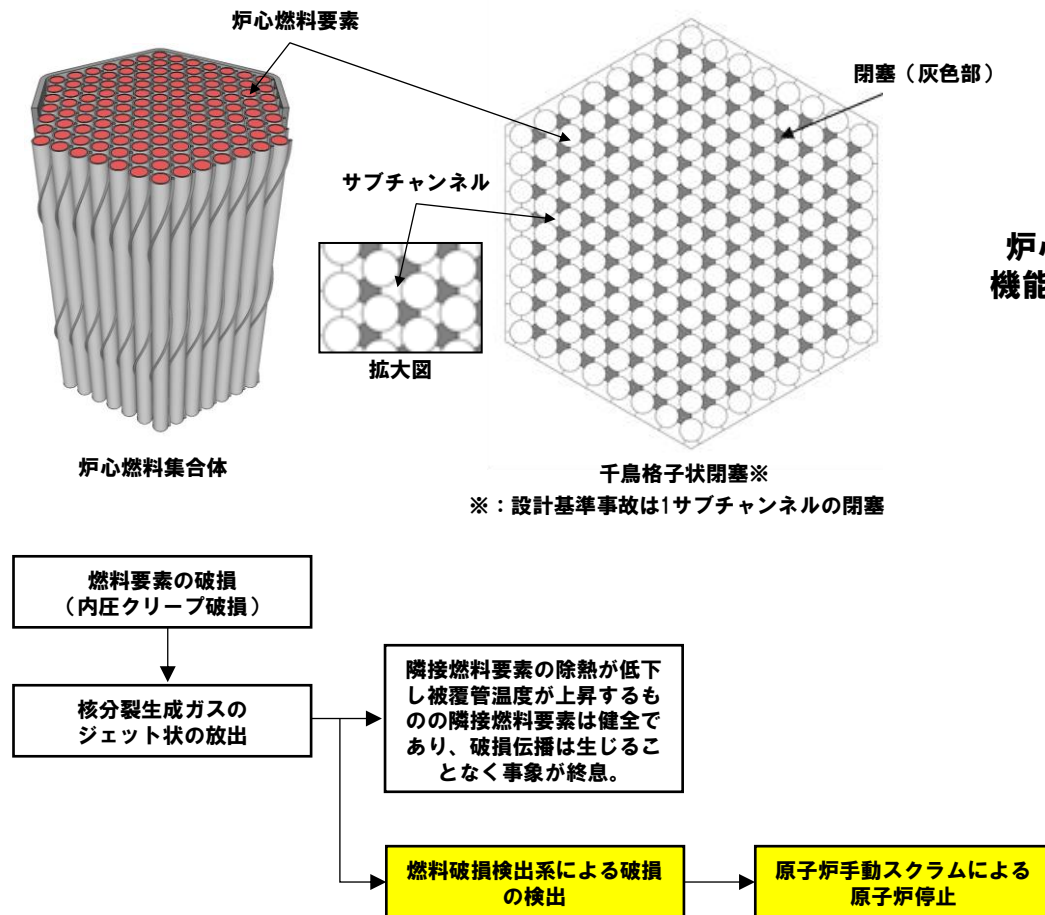 炉心燃料要素
閉塞（灰色部）
サブチャンネル
拡大図
炉心燃料集合体
千鳥格子状閉塞※
※：設計基準事故は1サブチャンネルの閉塞
炉心
機能
燃料要素の破損
（内圧クリープ破損）
核分裂生成ガスの
ジェット状の放出
隣接燃料要素の除熱が低下
し被覆管温度が上昇するも
のの隣接燃料要素は健全で
あり、破損伝播は生じるこ
となく事象が終息。
燃料破損検出系による破損
の検出
原子炉手動スクラムによる
原子炉停止